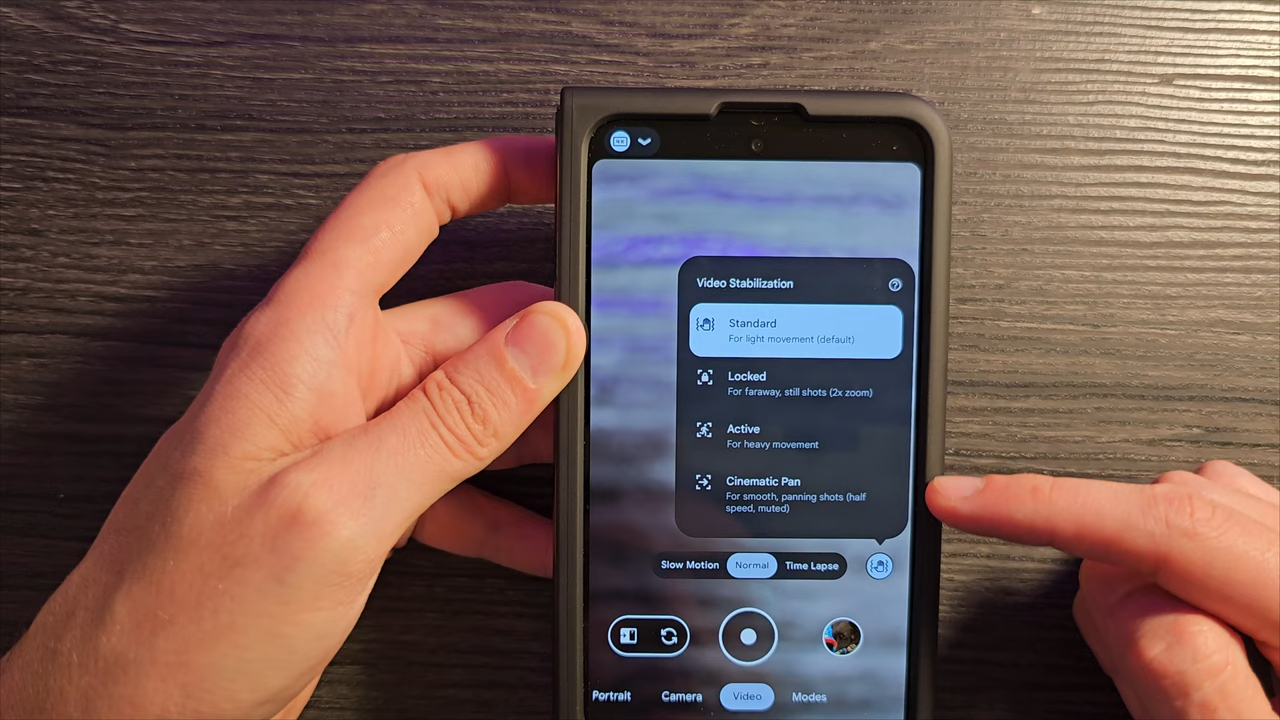 4K
Video Stabilization
Standard
For light movement (default)
Locked
For faraway, still shots (2x zoom)
Active
For heavy movement
Cinematic Pan
For smooth, panning shots (half
speed, muted)
Slow Motion Normal Time Lapse
Portrait Camera Video Modes